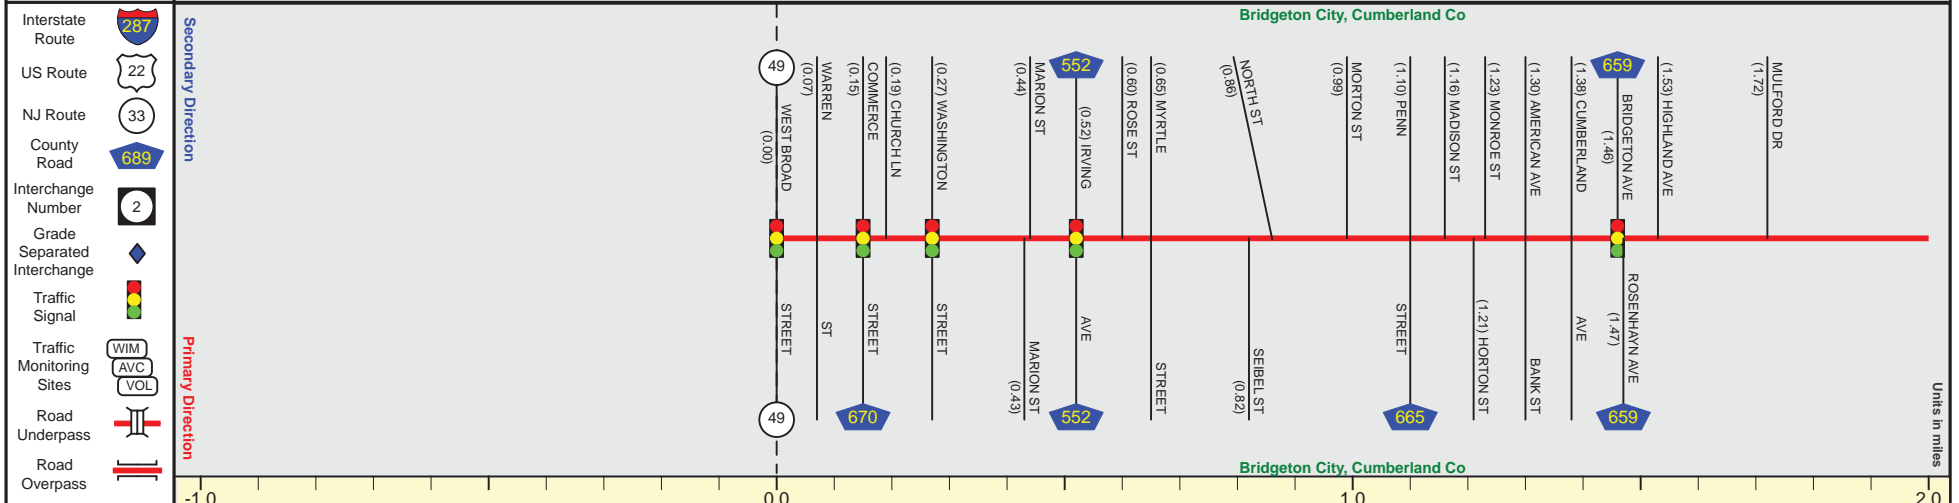 Interstate
Route
287
US Route
22
NJ Route
33
County
Road
689
Interchange
Number
2
Grade
Separated
Interchange
Traffic
Signal
Traffic
Monitoring
Sites
WIM
AVC
VOL
Road
Underpass
Road
Overpass
Secondary Direction
Primary Direction
Bridgeton City, Cumberland Co
49
WEST BROAD
(0.00)
STREET
49
WARREN
(0.07)
ST
COMMERCE
(0.15)
STREET
670
(0.19) CHURCH LN
(0.27) WASHINGTON
STREET
MARION ST
(0.44)
MARION ST
(0.43)
552
(0.52) IRVING
AVE
552
(0.60) ROSE ST
(0.65) MYRTLE
STREET
NORTH ST
(0.86)
SEIBEL ST
(0.82)
MORTON ST
(0.99)
(1.10) PENN
STREET
665
(1.16) MADISON ST
(1.21) HORTON ST
(1.23) MONROE ST
(1.30) AMERICAN AVE
BANK ST
(1.38) CUMBERLAND
AVE
659
BRIDGETON AVE
(1.46)
ROSENHAYN AVE
(1.47)
659
(1.53) HIGHLAND AVE
MULFORD DR
(1.72)
Bridgeton City, Cumberland Co
Units in miles
-1.0
0.0
1.0
2.0